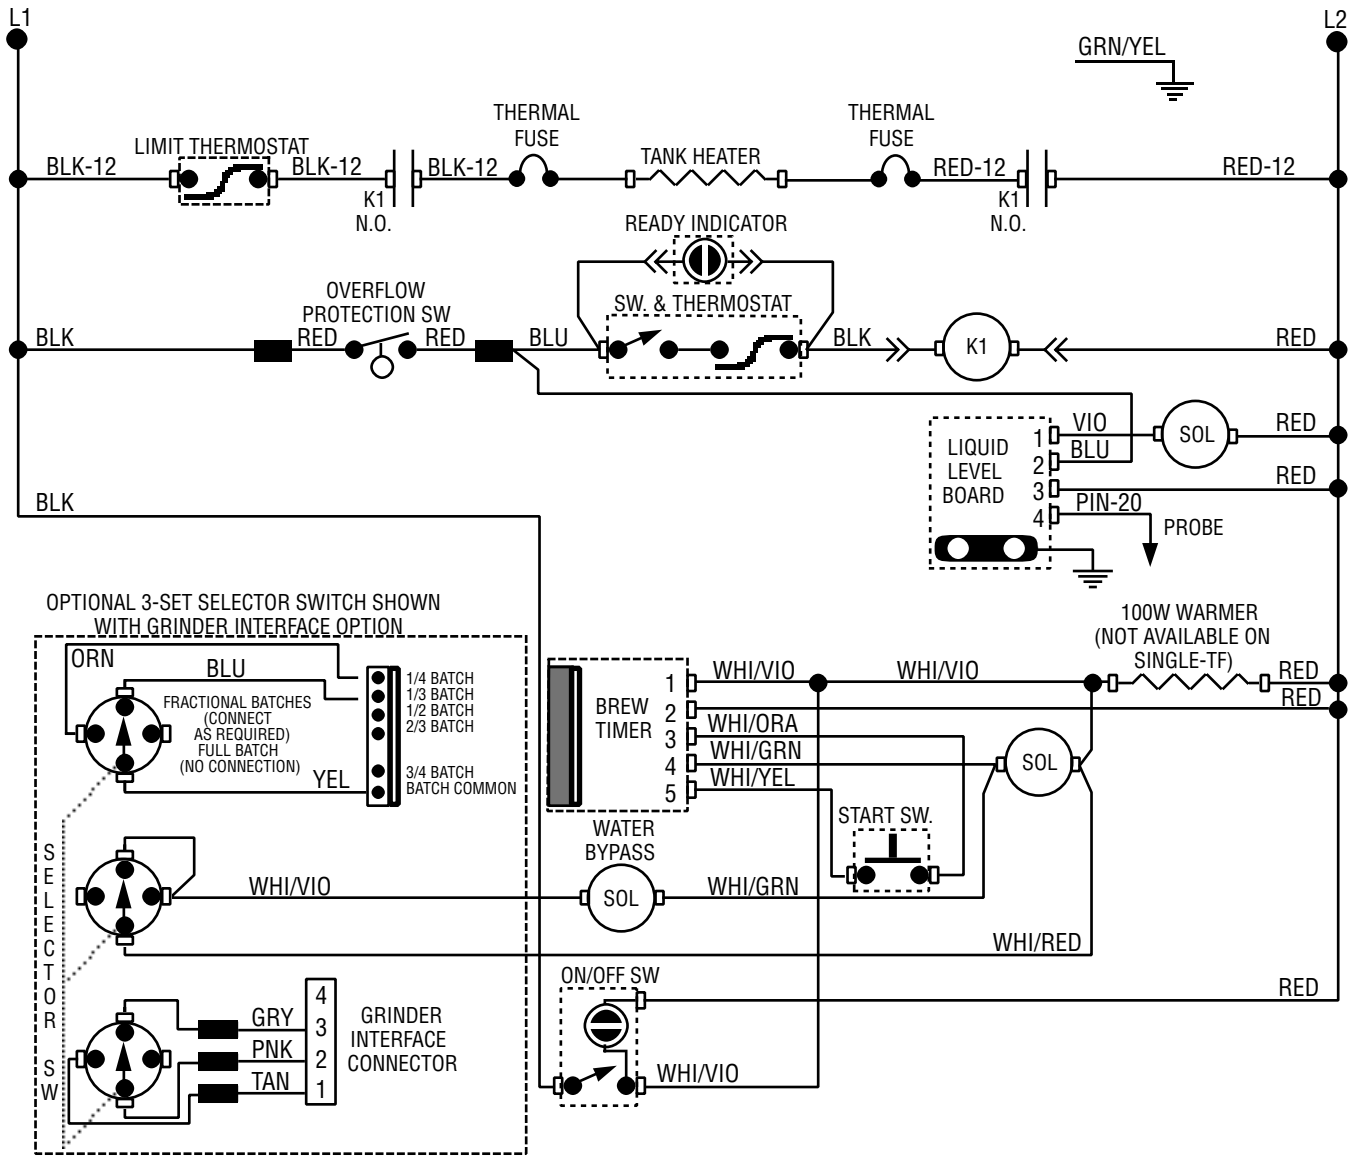 L1
L2
GRN/YEL
THERMAL
FUSE
THERMAL
FUSE
LIMIT THERMOSTAT
TANK HEATER
BLK-12
BLK-12
BLK-12
RED-12
RED-12
K1
N.O.
K1
N.O.
READY INDICATOR
OVERFLOW
PROTECTION SW
SW. & THERMOSTAT
BLK
RED
RED
BLU
BLK
K1
RED
LIQUID
LEVEL
BOARD
1
2
3
4
VIO
BLU
SOL
RED
RED
PIN-20
PROBE
BLK
OPTIONAL 3-SET SELECTOR SWITCH SHOWN
WITH GRINDER INTERFACE OPTION
ORN
BLU
FRACTIONAL BATCHES
(CONNECT
AS REQUIRED)
FULL BATCH
(NO CONNECTION)
YEL
1/4 BATCH
1/3 BATCH
1/2 BATCH
2/3 BATCH
3/4 BATCH
BATCH COMMON
100W WARMER
(NOT AVAILABLE ON
SINGLE-TF)
BREW
TIMER
1
2
3
4
5
WHI/VIO
WHI/VIO
RED
RED
WHI/ORA
WHI/GRN
WHI/YEL
SOL
START SW.
WATER
BYPASS
SOL
WHI/VIO
WHI/GRN
WHI/RED
SELECTOR SW
ON/OFF SW
RED
WHI/VIO
GRY
PNK
TAN
4
3
2
1
GRINDER
INTERFACE
CONNECTOR